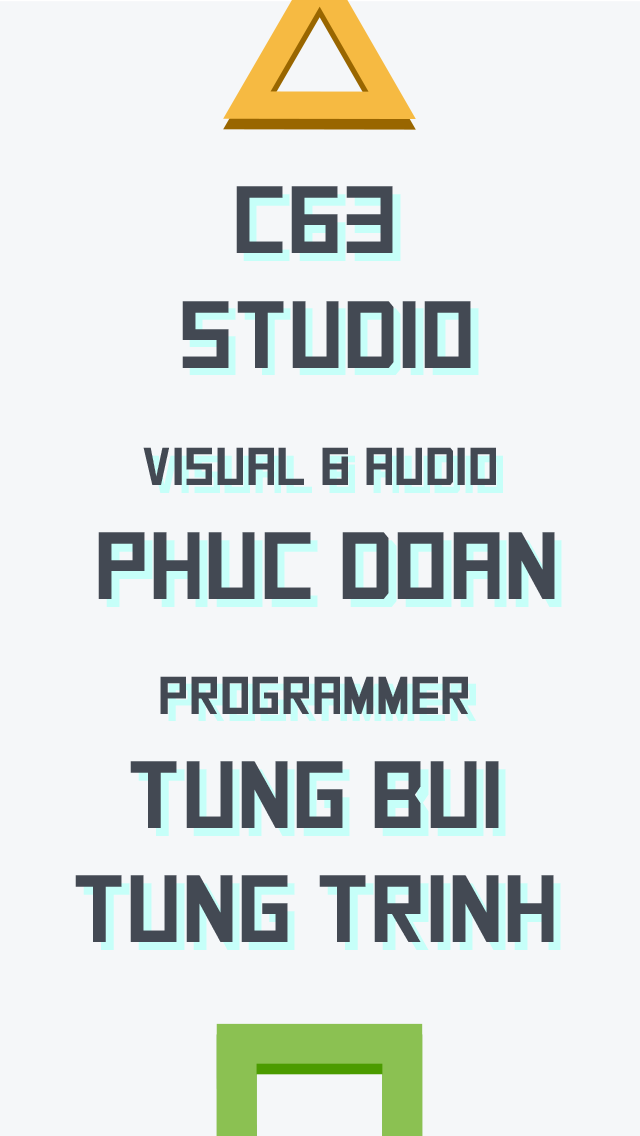 C63
STUDIO
VISUAL & AUDIO
PHUC DOAN
PROGRAMMER
TUNG BUI
TUNG TRINH